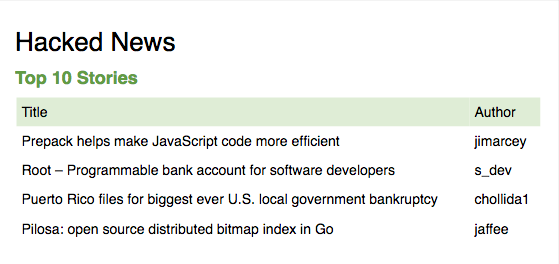 Hacked News
Top 10 Stories
Title Author
Prepack helps make JavaScript code more efficient jimarcey
Root – Programmable bank account for software developers s_dev
Puerto Rico files for biggest ever U.S. local government bankruptcy chollida1
Pilosa: open source distributed bitmap index in Go jaffee